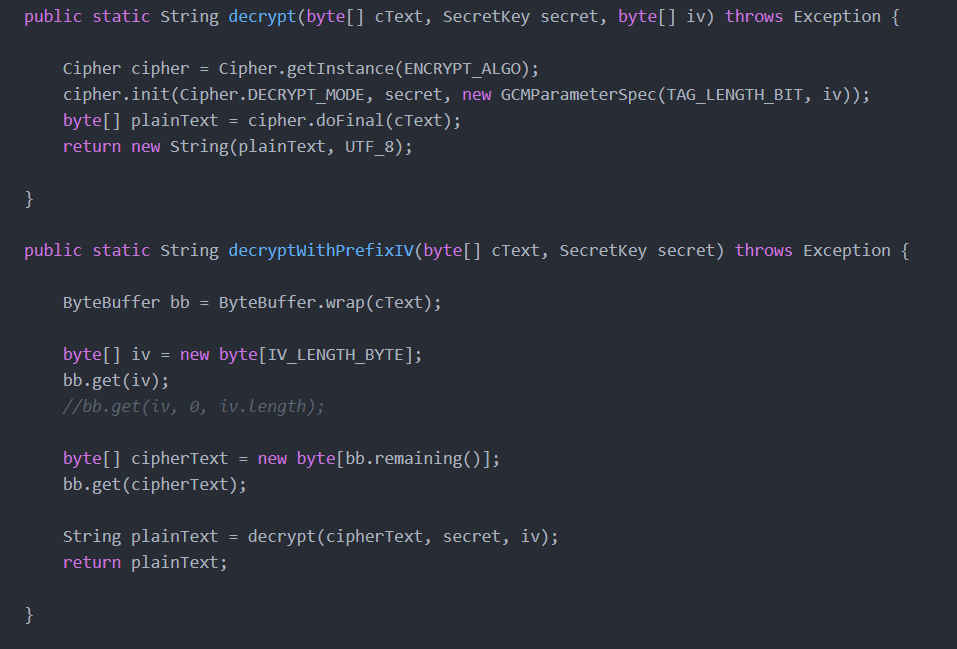 public static String decrypt(byte[] cText, SecretKey secret, byte[] iv) throws Exception {
Cipher cipher = Cipher.getInstance(ENCRYPT_ALGO);
cipher.init(Cipher.DECRYPT_MODE, secret, new GCMParameterSpec(TAG_LENGTH_BIT, iv));
byte[] plainText = cipher.doFinal(cText);
return new String(plainText, UTF_8);
}
public static String decryptWithPrefixIV(byte[] cText, SecretKey secret) throws Exception {
ByteBuffer bb = ByteBuffer.wrap(cText);
byte[] iv = new byte[IV_LENGTH_BYTE];
bb.get(iv);
//bb.get(iv, 0, iv.length);
byte[] cipherText = new byte[bb.remaining()];
bb.get(cipherText);
String plainText = decrypt(cipherText, secret, iv);
return plainText;
}